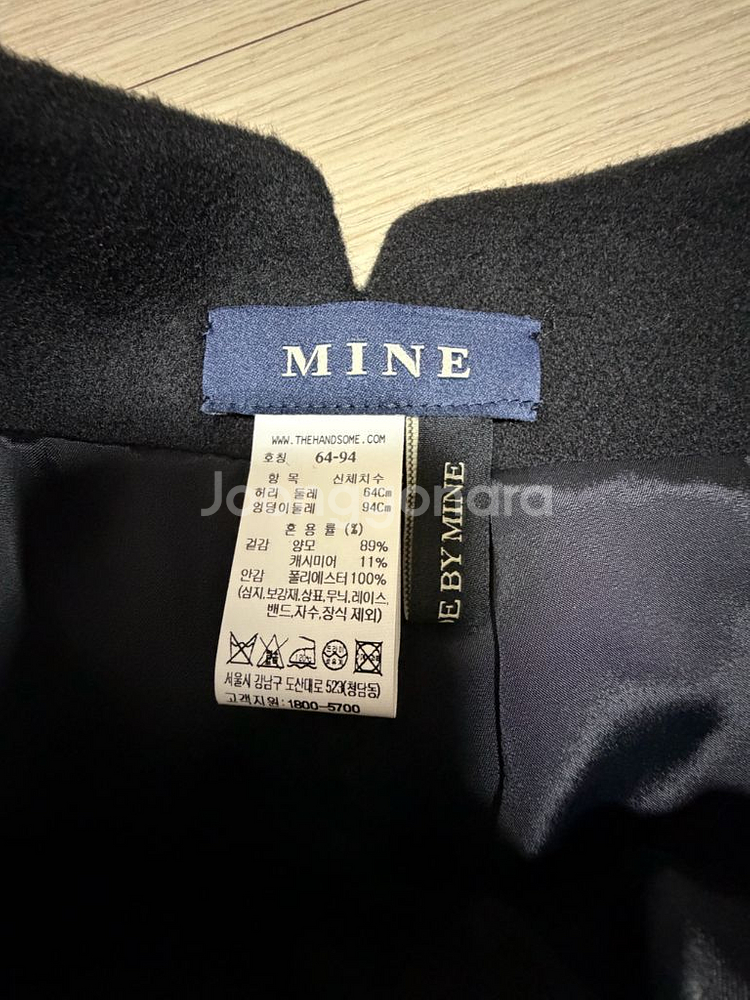 MINE
WWW.THEHANDSOME.COM
호칭 64-94
항 목 신체치수
허리 둘레 64Cm
엉덩이둘레 94Cm
혼 용 률 (%)
겉감 양모 89%
캐시미어 11%
안감 폴리에스터 100%
(심지,보강재,상표,무늬,레이스,
밴드,자수,장식 제외)
서울시 강남구 도산대로 523(청담동)
고객지원: 1800-5700
E BY MINE
Joonggonara